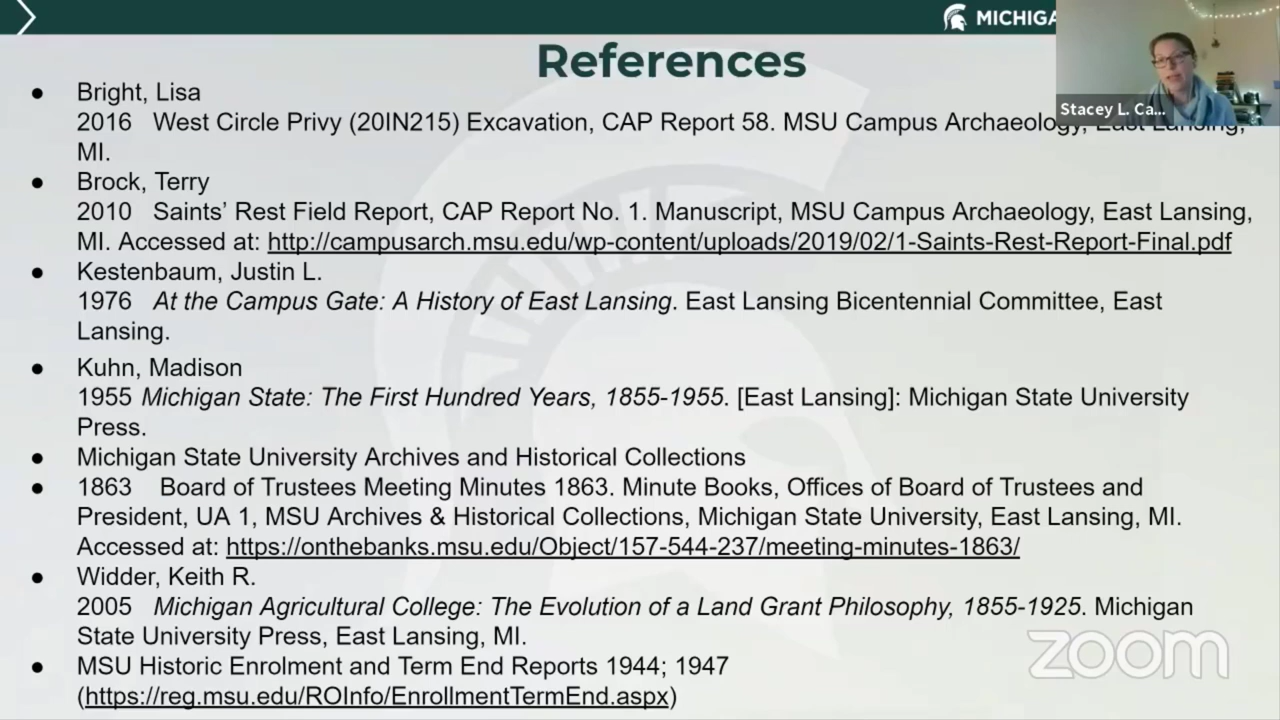 MICHIGA
References
Stacey L. Ca...
• Bright, Lisa
2016 West Circle Privy (20IN215) Excavation, CAP Report 58. MSU Campus Archaeology, East Lansing,
MI.
• Brock, Terry
2010 Saints' Rest Field Report, CAP Report No. 1. Manuscript, MSU Campus Archaeology, East Lansing,
MI. Accessed at: http://campusarch.msu.edu/wp-content/uploads/2019/02/1-Saints-Rest-Report-Final.pdf
• Kestenbaum, Justin L.
1976 At the Campus Gate: A History of East Lansing. East Lansing Bicentennial Committee, East
Lansing.
• Kuhn, Madison
1955 Michigan State: The First Hundred Years, 1855-1955. [East Lansing]: Michigan State University
Press.
• Michigan State University Archives and Historical Collections
• 1863 Board of Trustees Meeting Minutes 1863. Minute Books, Offices of Board of Trustees and
President, UA 1, MSU Archives & Historical Collections, Michigan State University, East Lansing, MI.
Accessed at: https://onthebanks.msu.edu/Object/157-544-237/meeting-minutes-1863/
• Widder, Keith R.
2005 Michigan Agricultural College: The Evolution of a Land Grant Philosophy, 1855-1925. Michigan
State University Press, East Lansing, MI.
• MSU Historic Enrolment and Term End Reports 1944; 1947
(https://reg.msu.edu/ROInfo/EnrollmentTermEnd.aspx)
zoom